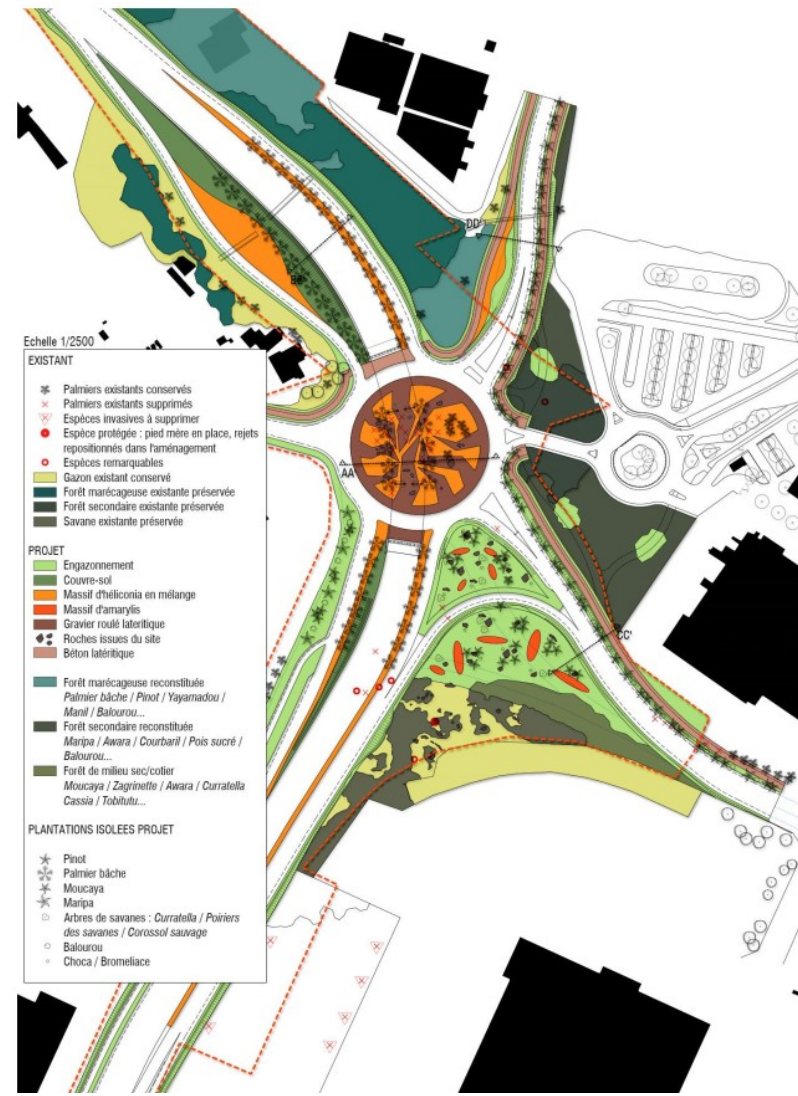 DD'
BB'
Echelle 1/2500
EXISTANT
Palmiers existants conservés
Palmiers existants supprimés
Espèces invasives à supprimer
Espèce protégée : pied mère en place, rejets
repositionnés dans l'aménagement
Espèces remarquables
Gazon existant conservé
Forêt marécageuse existante préservée
Forêt secondaire existante préservée
Savane existante préservée
PROJET
Engazonnement
Couvre-sol
Massif d'héliconia en mélange
Massif d'amarylis
Gravier roulé lateritique
Roches issues du site
Béton latéritique
Forêt marécageuse reconstituée
Palmier bâche / Pinot / Yayamadou /
Manil / Balourou...
Forêt secondaire reconstituée
Maripa / Awara / Courbaril / Pois sucré /
Balourou...
Forêt de milieu sec/cotier
Moucaya / Zagrinette / Awara / Curratella
Cassia / Tobitutu...
PLANTATIONS ISOLEES PROJET
Pinot
Palmier bâche
Moucaya
Maripa
Arbres de savanes : Curratella / Poiriers
des savanes / Corossol sauvage
Balourou
Choca / Bromeliace
AA'
CC'